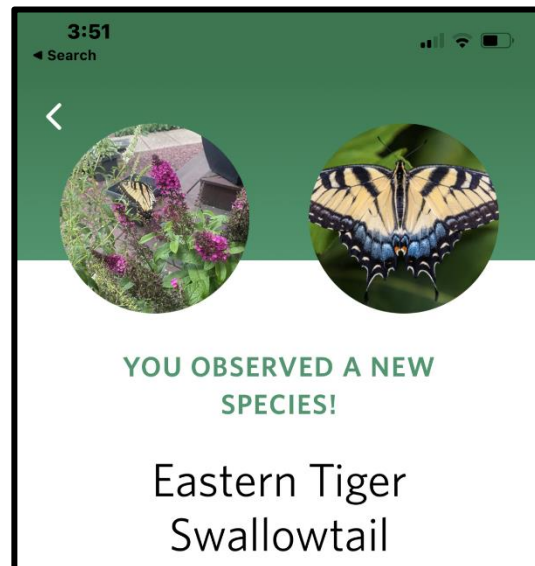 3:51
◀ Search
YOU OBSERVED A NEW
SPECIES!
Eastern Tiger
Swallowtail